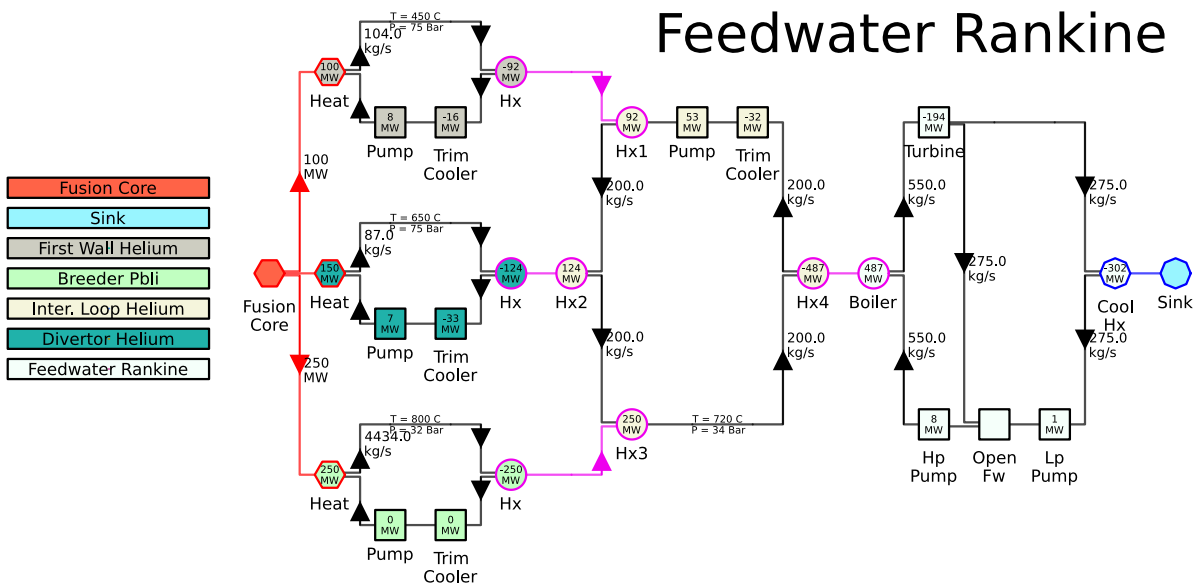 Feedwater Rankine
T = 450 C
P = 75 Bar
104.0
kg/s
100
MW
Heat
-92
MW
Hx
8
MW
Pump
-16
MW
Trim
Cooler
92
MW
Hx1
53
MW
Pump
-32
MW
Trim
Cooler
-194
MW
Turbine
100
MW
200.0
kg/s
200.0
kg/s
550.0
kg/s
275.0
kg/s
Fusion Core
Sink
First Wall Helium
Breeder Pbli
Inter. Loop Helium
Divertor Helium
Feedwater Rankine
T = 650 C
P = 75 Bar
87.0
kg/s
Fusion
Core
150
MW
Heat
-124
MW
Hx
124
MW
Hx2
-487
MW
Hx4
487
MW
Boiler
275.0
kg/s
-302
MW
Cool
Hx
Sink
7
MW
Pump
-33
MW
Trim
Cooler
250
MW
200.0
kg/s
200.0
kg/s
550.0
kg/s
275.0
kg/s
T = 800 C
P = 32 Bar
4434.0
kg/s
250
MW
Heat
-250
MW
Hx
250
MW
Hx3
T = 720 C
P = 34 Bar
8
MW
Hp
Pump
Open
Fw
1
MW
Lp
Pump
0
MW
Pump
0
MW
Trim
Cooler